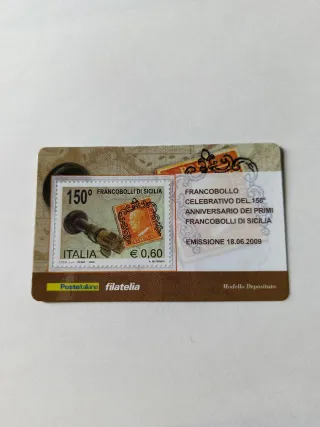 150° FRANCOBOLLI DI SICILIA
ITALIA € 0,60
FRANCOBOLLO
CELEBRATIVO DEL 150°
ANNIVERSARIO DEI PRIMI
FRANCOBOLLI DI SICILIA
EMISSIONE 18.06.2009
Posteitaliane filatelia
Modello Depositato